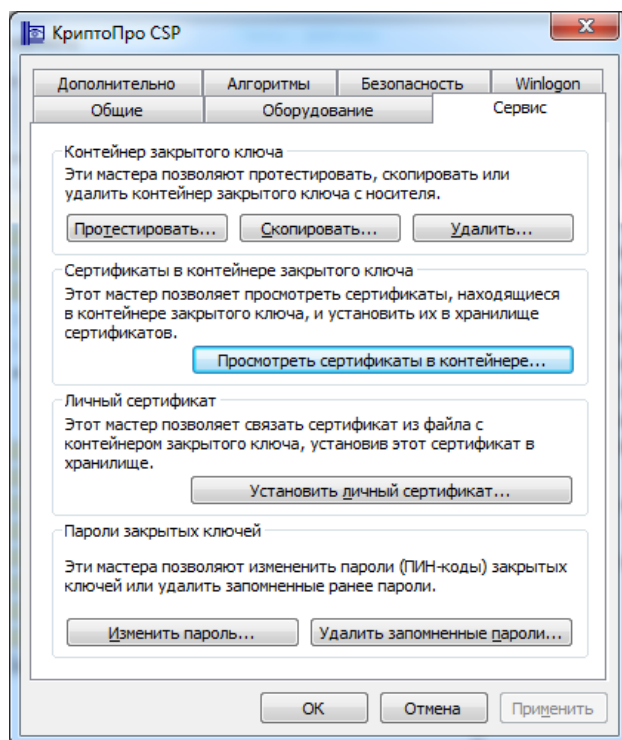 КриптоПро CSP
Дополнительно Алгоритмы Безопасность Winlogon
Общие Оборудование Сервис
Контейнер закрытого ключа
Эти мастера позволяют протестировать, скопировать или
удалить контейнер закрытого ключа с носителя.
Протестировать... Скопировать... Удалить...
Сертификаты в контейнере закрытого ключа
Этот мастер позволяет просмотреть сертификаты, находящиеся
в контейнере закрытого ключа, и установить их в хранилище
сертификатов.
Просмотреть сертификаты в контейнере...
Личный сертификат
Этот мастер позволяет связать сертификат из файла с
контейнером закрытого ключа, установив этот сертификат в
хранилище.
Установить личный сертификат...
Пароли закрытых ключей
Эти мастера позволяют измененить пароли (ПИН-коды) закрытых
ключей или удалить запомненные ранее пароли.
Изменить пароль... Удалить запомненные пароли...
ОК Отмена Применить